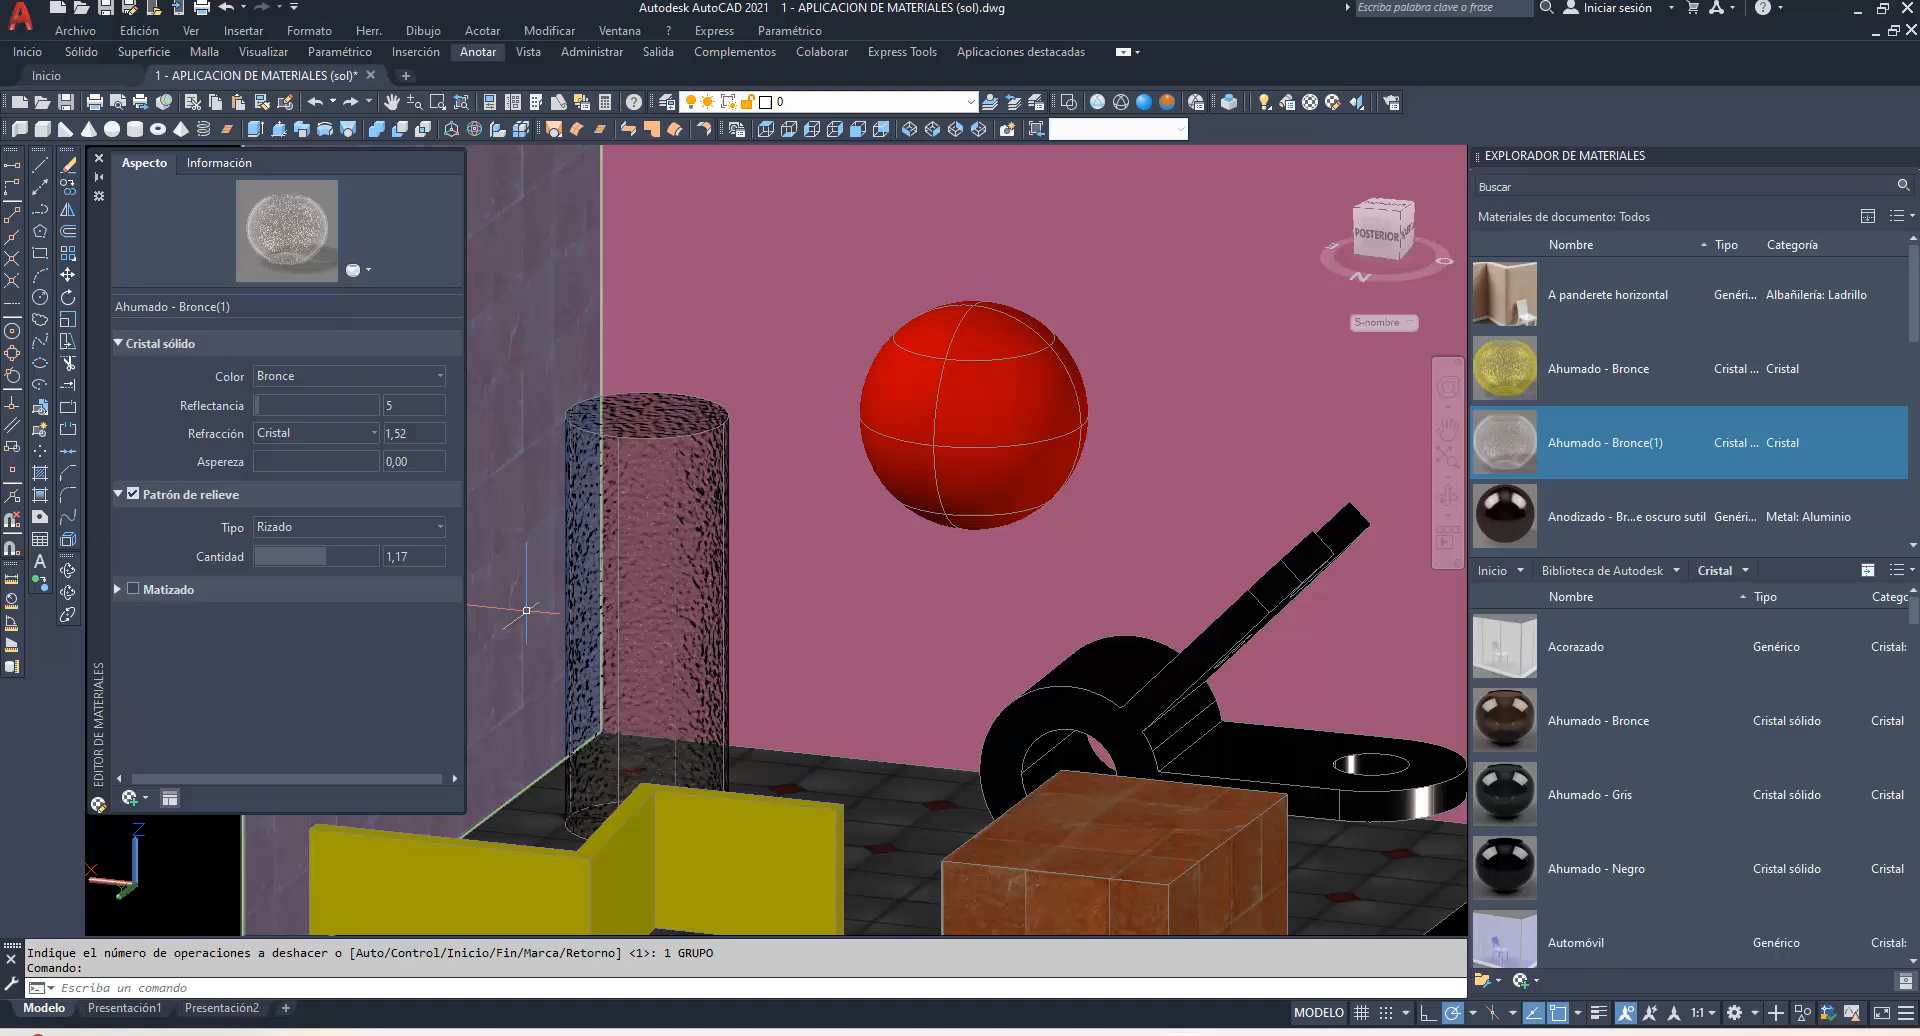 Autodesk AutoCAD 2021 1 - APLICACION DE MATERIALES (sol).dwg
Escriba palabra clave o frase
Iniciar sesión
Archivo Edición Ver Insertar Formato Herr. Dibujo Acotar Modificar Ventana ? Express Paramétrico
Inicio Sólido Superficie Malla Visualizar Paramétrico Inserción Anotar Vista Administrar Salida Complementos Colaborar Express Tools Aplicaciones destacadas
Inicio
1 - APLICACION DE MATERIALES (sol)*
0
Aspecto Información
Ahumado - Bronce(1)
Cristal sólido
Color Bronce
Reflectancia 5
Refracción Cristal 1,52
Aspereza 0,00
Patrón de relieve
Tipo Rizado
Cantidad 1,17
Matizado
EDITOR DE MATERIALES
POSTERIOR
N
O
S-nombre
Z
X
EXPLORADOR DE MATERIALES
Buscar
Materiales de documento: Todos
Nombre Tipo Categoría
A panderete horizontal Genéri... Albañilería: Ladrillo
Ahumado - Bronce Cristal ... Cristal
Ahumado - Bronce(1) Cristal ... Cristal
Anodizado - Br...e oscuro sutil Genéri... Metal: Aluminio
Inicio Biblioteca de Autodesk Cristal
Nombre Tipo Catego
Acorazado Genérico Cristal:
Ahumado - Bronce Cristal sólido Cristal
Ahumado - Gris Cristal sólido Cristal
Ahumado - Negro Cristal sólido Cristal
Automóvil Genérico Cristal:
Indique el número de operaciones a deshacer o [Auto/Control/Inicio/Fin/Marca/Retorno] <1>: 1 GRUPO
Comando:
Escriba un comando
Modelo Presentación1 Presentación2 +
MODELO
1:1